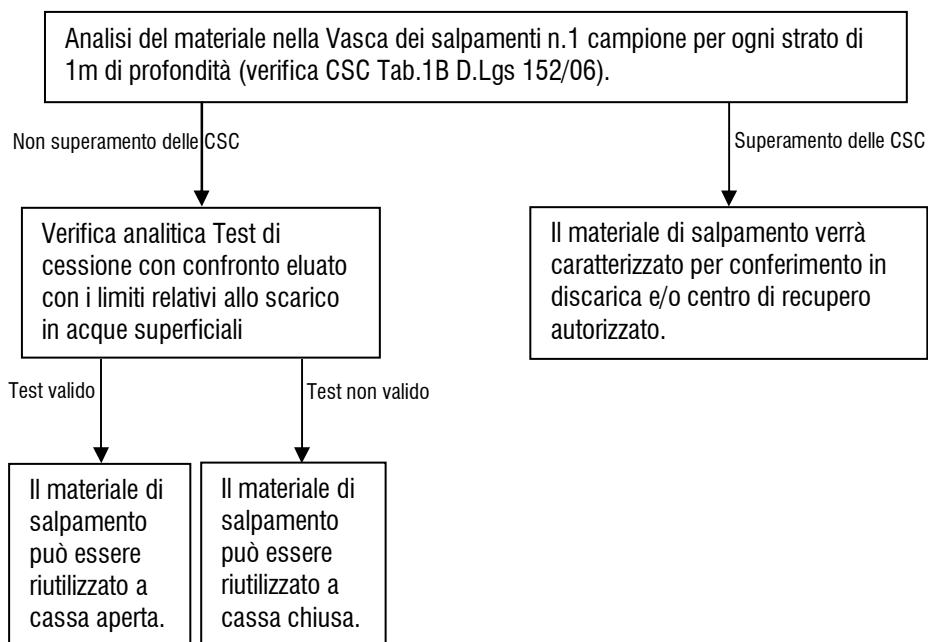 Analisi del materiale nella Vasca dei salpamenti n.1 campione per ogni strato di
1m di profondità (verifica CSC Tab.1B D.Lgs 152/06).
Non superamento delle CSC
Superamento delle CSC
Verifica analitica Test di
cessione con confronto eluato
con i limiti relativi allo scarico
in acque superficiali
Il materiale di salpamento verrà
caratterizzato per conferimento in
discarica e/o centro di recupero
autorizzato.
Test valido
Test non valido
Il materiale di
salpamento
può essere
riutilizzato a
cassa aperta.
Il materiale di
salpamento
può essere
riutilizzato a
cassa chiusa.